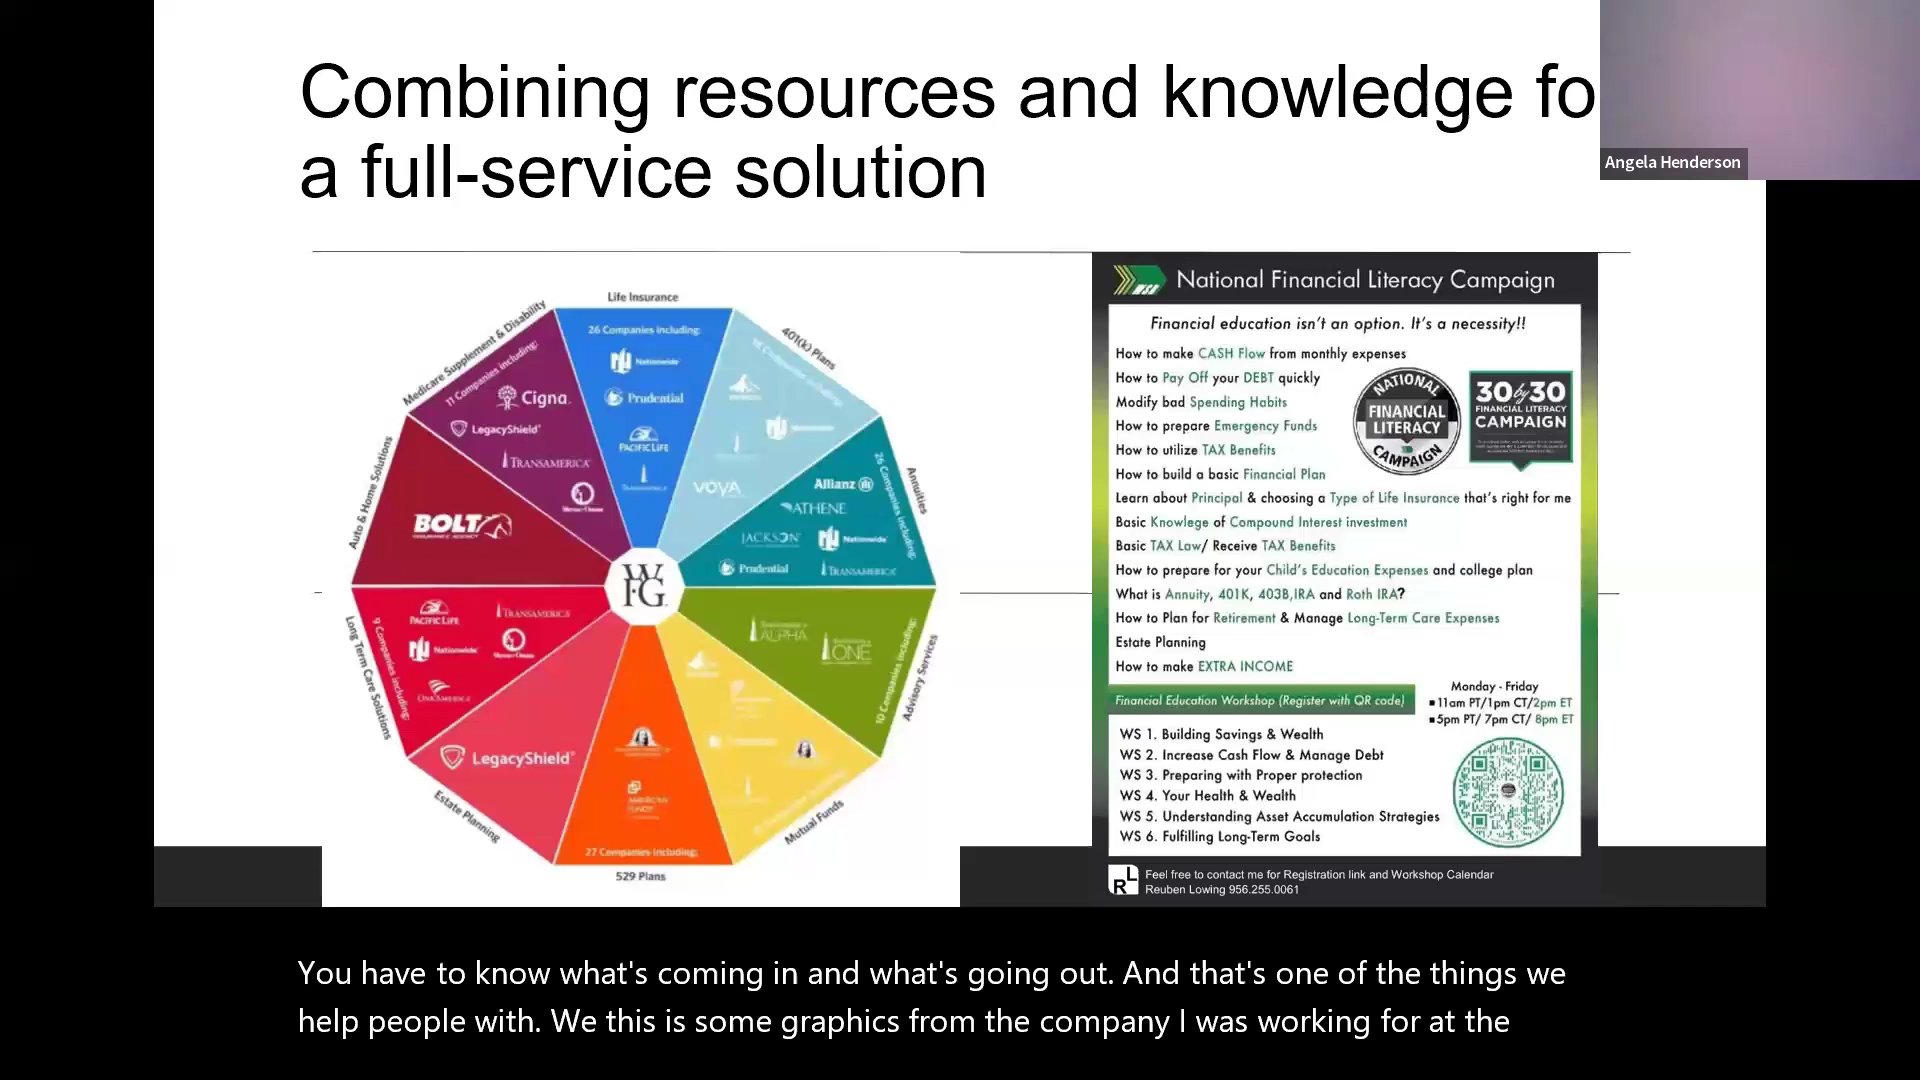 Combining resources and knowledge fo
a full-service solution
Angela Henderson
Life Insurance
26 Companies including:
Nationwide
Prudential
PACIFIC LIFE
TRANSAMERICA
401(k) Plans
VOYA
Annuities
26 Companies including:
Allianz
ATHENE
JACKSON
Nationwide
Prudential
TRANSAMERICA
Advisory Services
10 Companies including:
ALPHA
ONE
Mutual Funds
529 Plans
27 Companies including:
AMERICAN FUNDS
Estate Planning
LegacyShield
Long Term Care Solutions
9 Companies including:
PACIFIC LIFE
TRANSAMERICA
Nationwide
Mutual of Omaha
ONEAMERICA
Auto & Home Solutions
BOLT
INSURANCE AGENCY
Medicare Supplement & Disability
11 Companies including:
Cigna
LegacyShield
TRANSAMERICA
Mutual of Omaha
WFG
National Financial Literacy Campaign
Financial education isn't an option. It's a necessity!!
How to make CASH Flow from monthly expenses
How to Pay Off your DEBT quickly
Modify bad Spending Habits
How to prepare Emergency Funds
How to utilize TAX Benefits
How to build a basic Financial Plan
Learn about Principal & choosing a Type of Life Insurance that's right for me
Basic Knowlege of Compound Interest investment
Basic TAX Law/ Receive TAX Benefits
How to prepare for your Child's Education Expenses and college plan
What is Annuity, 401K, 403B,IRA and Roth IRA?
How to Plan for Retirement & Manage Long-Term Care Expenses
Estate Planning
How to make EXTRA INCOME
NATIONAL
FINANCIAL
LITERACY
CAMPAIGN
30 by 30
FINANCIAL LITERACY
CAMPAIGN
Financial Education Workshop (Register with QR code)
Monday - Friday
▪11am PT/1pm CT/2pm ET
▪5pm PT/ 7pm CT/ 8pm ET
WS 1. Building Savings & Wealth
WS 2. Increase Cash Flow & Manage Debt
WS 3. Preparing with Proper protection
WS 4. Your Health & Wealth
WS 5. Understanding Asset Accumulation Strategies
WS 6. Fulfilling Long-Term Goals
RL
Feel free to contact me for Registration link and Workshop Calendar
Reuben Lowing 956.255.0061
You have to know what's coming in and what's going out. And that's one of the things we
help people with. We this is some graphics from the company I was working for at the